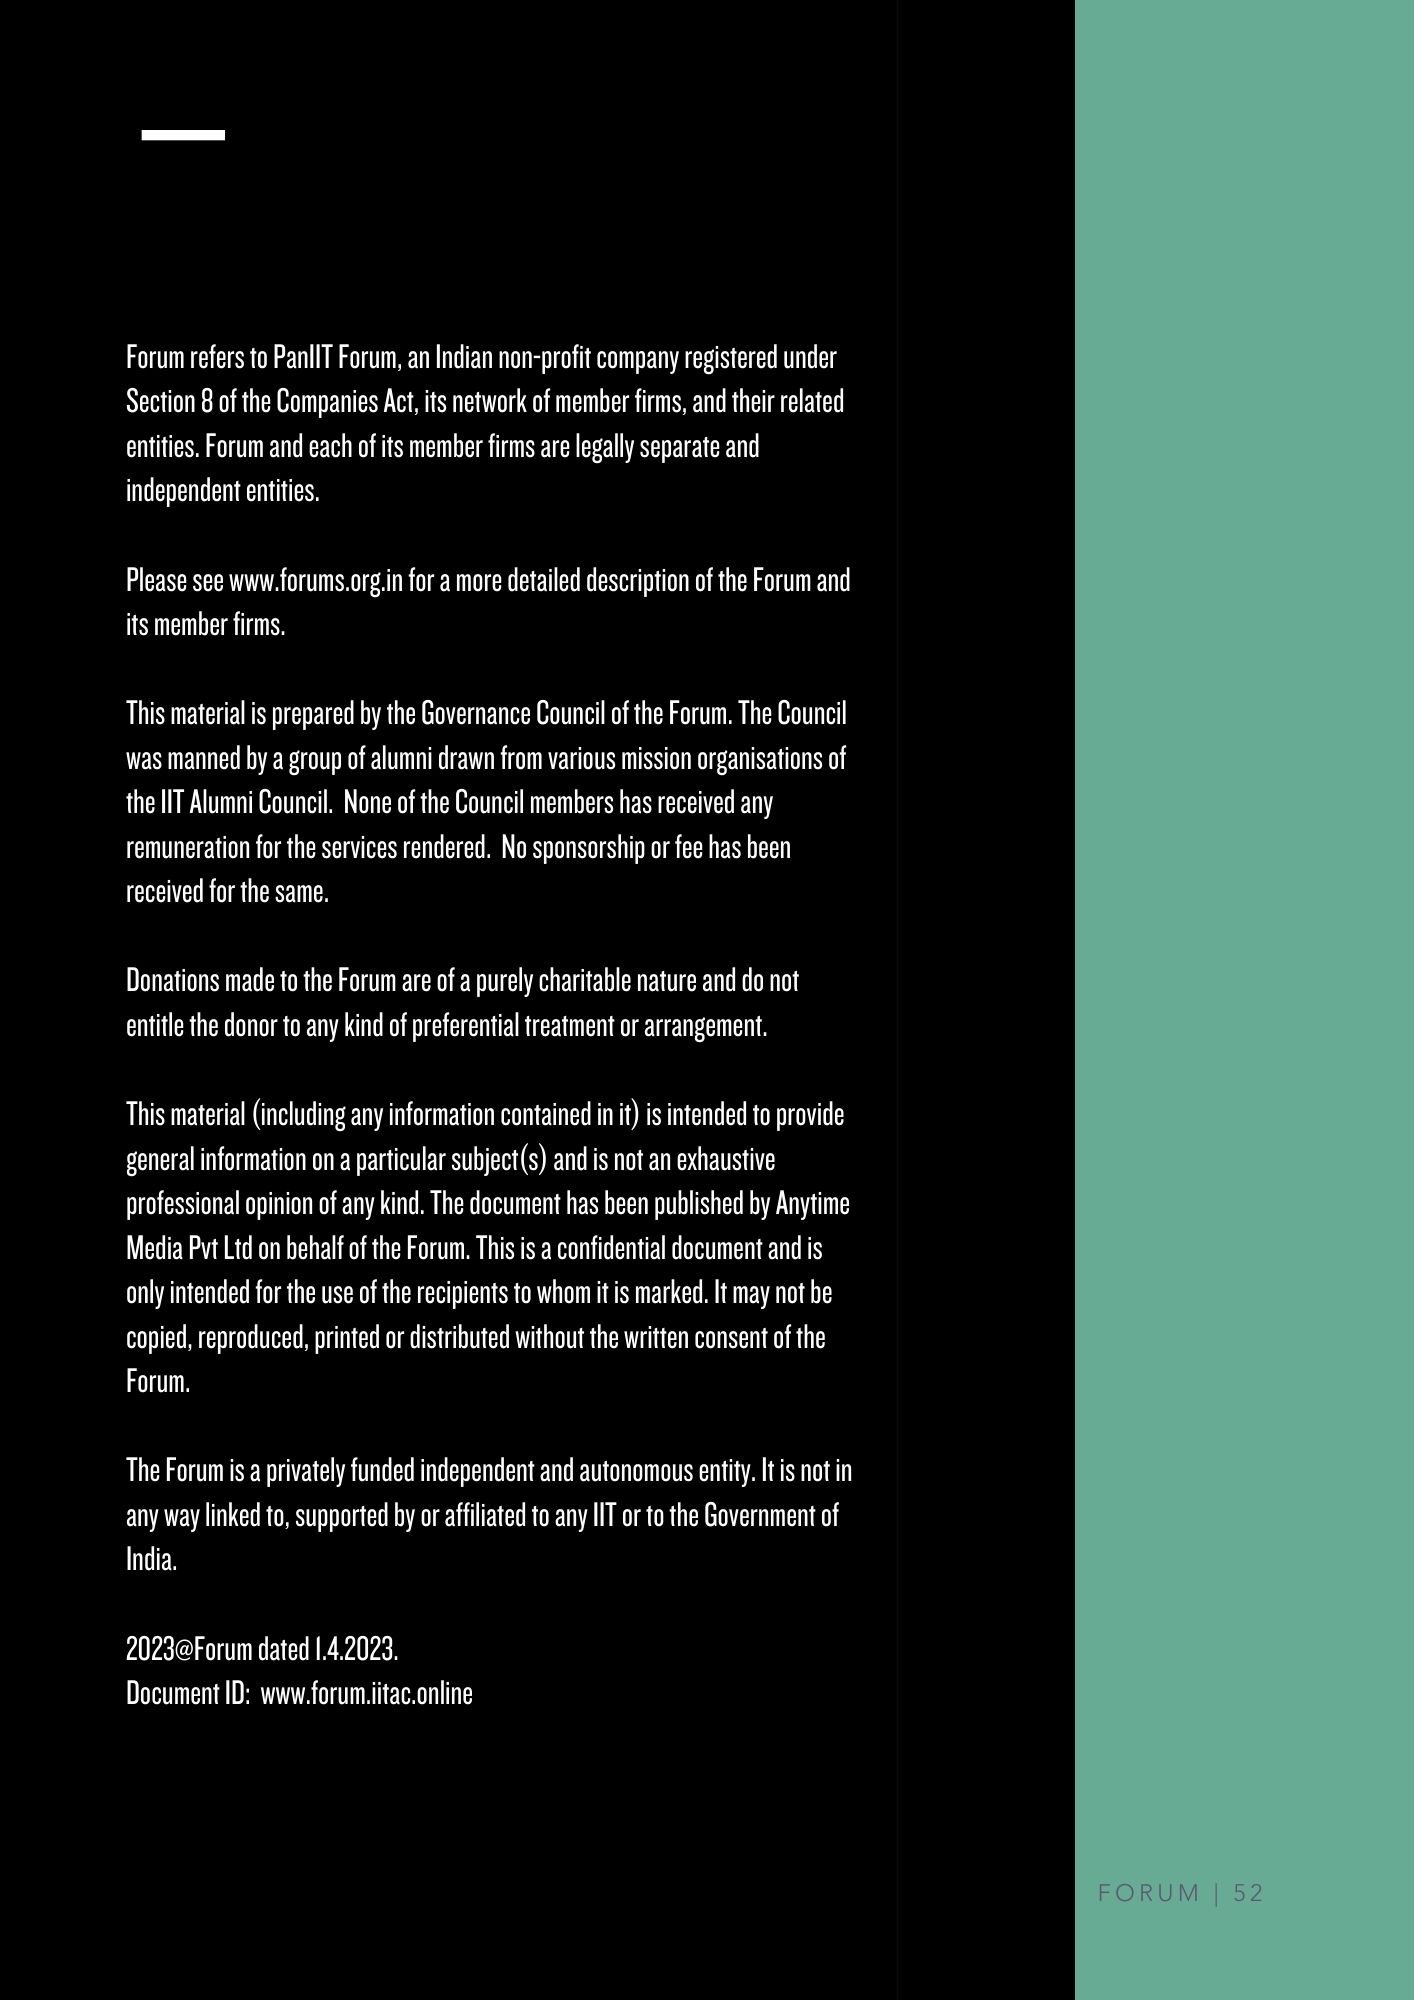 Forum refers to PanIIT Forum, an Indian non-profit company registered under
Section 8 of the Companies Act, its network of member firms, and their related
entities. Forum and each of its member firms are legally separate and
independent entities.
Please see www.forums.org.in for a more detailed description of the Forum and
its member firms.
This material is prepared by the Governance Council of the Forum. The Council
was manned by a group of alumni drawn from various mission organisations of
the IIT Alumni Council.  None of the Council members has received any
remuneration for the services rendered.  No sponsorship or fee has been
received for the same.
Donations made to the Forum are of a purely charitable nature and do not
entitle the donor to any kind of preferential treatment or arrangement.
This material (including any information contained in it) is intended to provide
general information on a particular subject(s) and is not an exhaustive
professional opinion of any kind. The document has been published by Anytime
Media Pvt Ltd on behalf of the Forum. This is a confidential document and is
only intended for the use of the recipients to whom it is marked. It may not be
copied, reproduced, printed or distributed without the written consent of the
Forum.
The Forum is a privately funded independent and autonomous entity. It is not in
any way linked to, supported by or affiliated to any IIT or to the Government of
India.
2023@Forum dated 1.4.2023.
Document ID:  www.forum.iitac.online
FORUM | 52